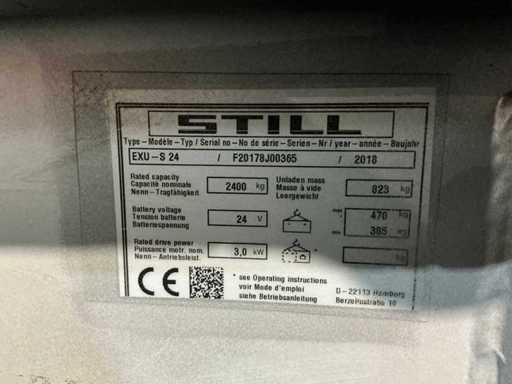 STILL
Type – Modèle – Typ / Serial no – No de série – Serien – Nr / year – année – Baujahr
EXU – S 24 / F20178J00365 / 2018
Rated capacity
Capacité nominale
Nenn – Tragfähigkeit
2400 kg
Unladen mass
Masse à vide
Leergewicht
823 kg
Battery voltage
Tension batterie
Batteriespannung
24 V
max 470 kg
385 kg
Rated drive power
Puissance motr. nom.
Nenn – Antriebsleist.
3,0 kW
*
kg
CE
* see Operating instructions
voir Mode d'emploi
siehe Betriebsanleitung
D – 22113 Hamburg
Berzeliusstraße 10